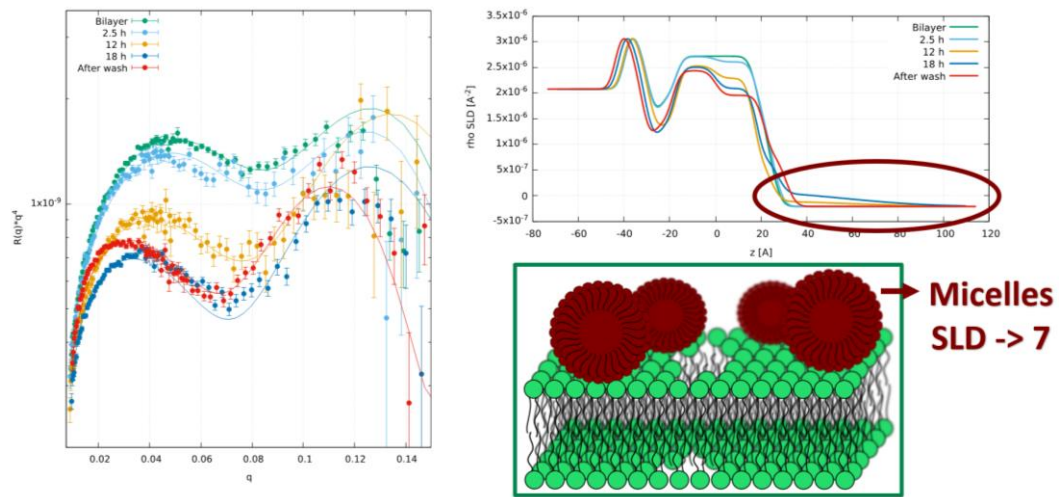 Bilayer
2.5 h
12 h
18 h
After wash
R(q)*q⁴
1x10⁻⁹
0.02 0.04 0.06 0.08 0.1 0.12 0.14
q
3.5x10⁻⁶
3x10⁻⁶
2.5x10⁻⁶
2x10⁻⁶
1.5x10⁻⁶
1x10⁻⁶
5x10⁻⁷
0
-5x10⁻⁷
rho SLD [A⁻²]
Bilayer
2.5 h
12 h
18 h
After wash
-80 -60 -40 -20 0 20 40 60 80 100 120
z [A]
Micelles
SLD -> 7